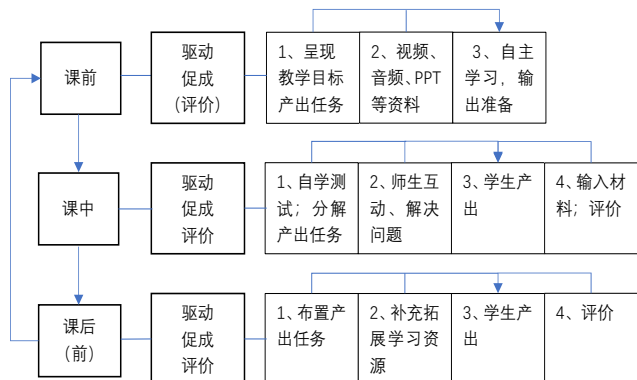 课前
驱动
促成
（评价）
1、呈现
教学目标
产出任务
2、视频、
音频、PPT
等资料
3、自主
学习，输
出准备
课中
驱动
促成
评价
1、自学测
试；分解
产出任务
2、师生互
动、解决
问题
3、学生产
出
4、输入材
料；评价
课后
（前）
驱动
促成
评价
1、布置产
出任务
2、补充拓
展学习资
源
3、学生产
出
4、评价